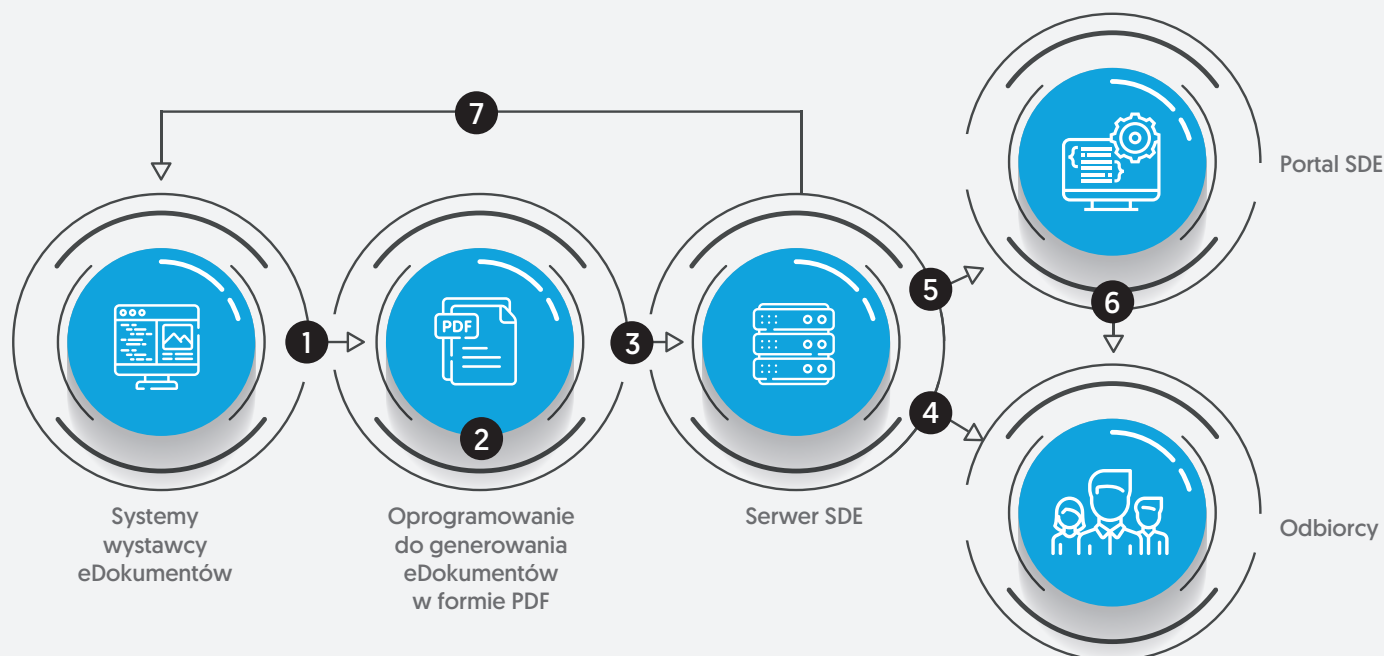 7
Portal SDE
5
6
1
PDF
3
4
2
Systemy
wystawcy
eDokumentów
Oprogramowanie
do generowania
eDokumentów
w formie PDF
Serwer SDE
Odbiorcy